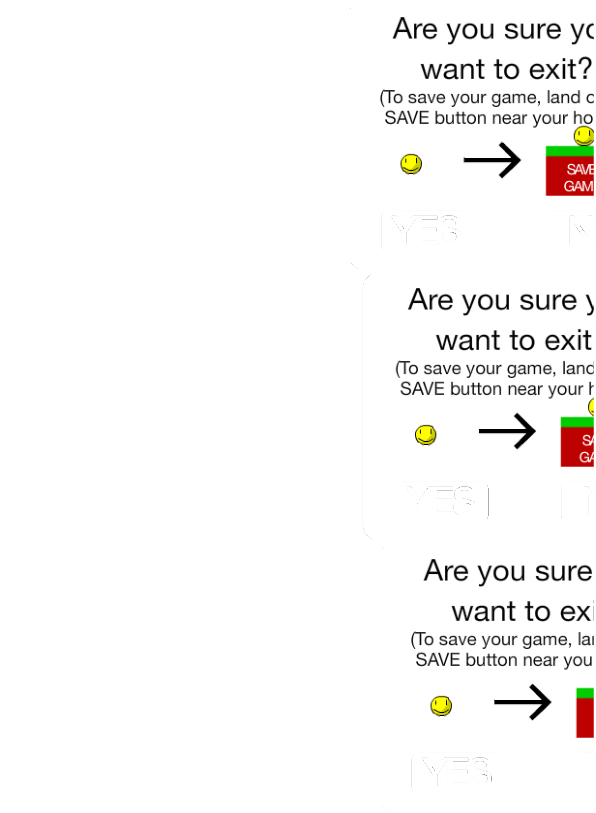 Are you sure yo
want to exit?
(To save your game, land o
SAVE button near your ho
SAVE
GAM
YES
N
Are you sure y
want to exit
(To save your game, land
SAVE button near your h
SA
GA
YES
Are you sure
want to exi
(To save your game, lan
SAVE button near you
YES